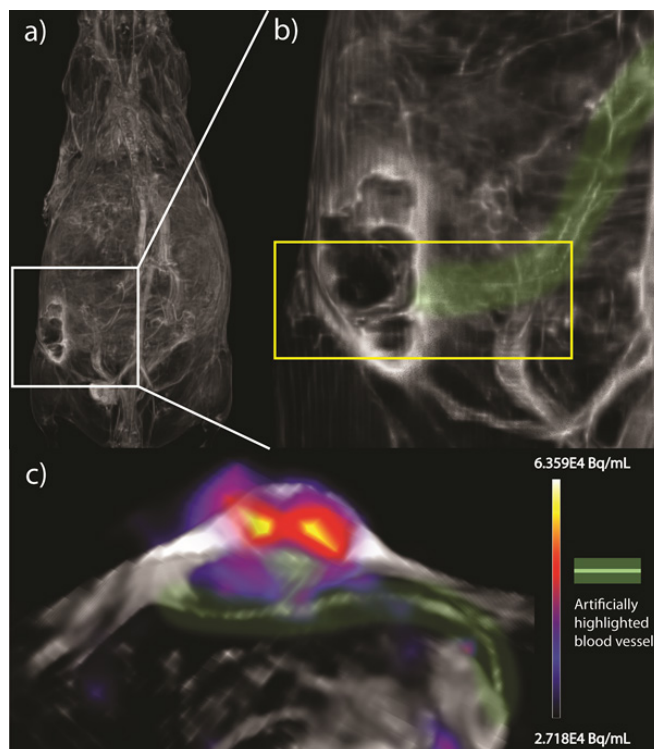 a)
b)
c)
6.359E4 Bq/mL
Artificially
highlighted
blood vessel
2.718E4 Bq/mL